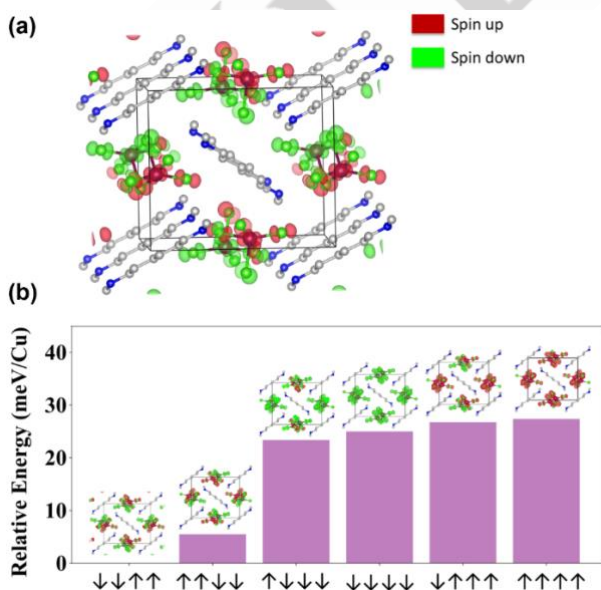 (a)
Spin up
Spin down
(b)
Relative Energy (meV/Cu)
40
30
20
10
0
↓↓↑↑ ↑↑↓↓ ↑↓↓↓ ↓↓↓↓ ↓↑↑↑ ↑↑↑↑